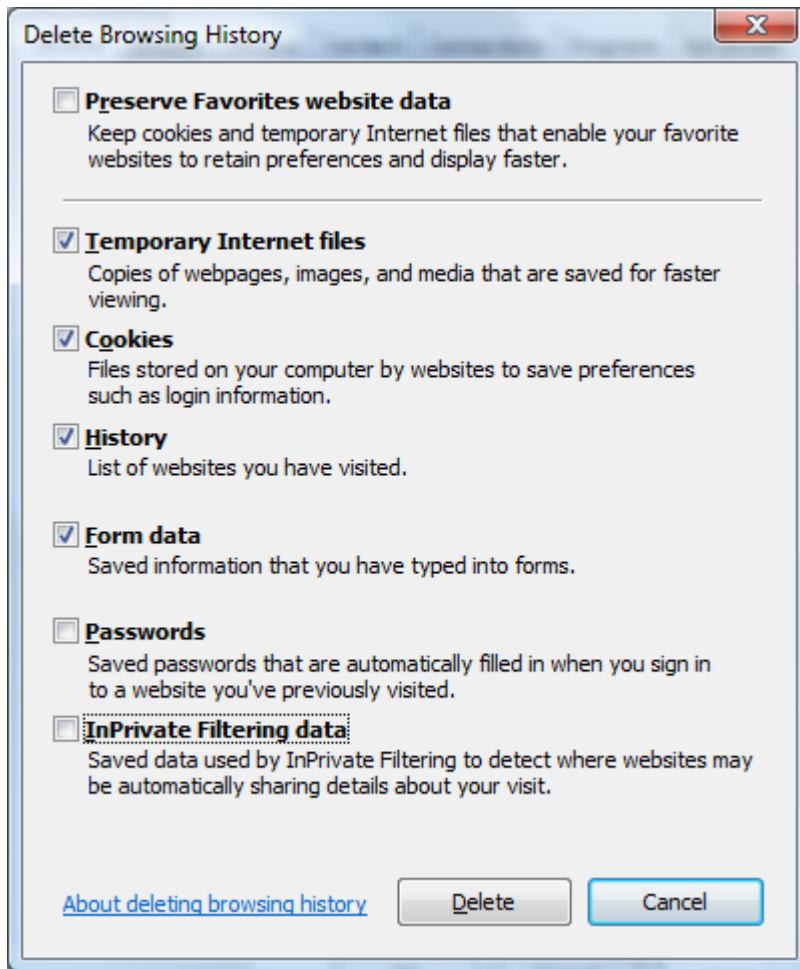 Delete Browsing History
Preserve Favorites website data
Keep cookies and temporary Internet files that enable your favorite
websites to retain preferences and display faster.
Temporary Internet files
Copies of webpages, images, and media that are saved for faster
viewing.
Cookies
Files stored on your computer by websites to save preferences
such as login information.
History
List of websites you have visited.
Form data
Saved information that you have typed into forms.
Passwords
Saved passwords that are automatically filled in when you sign in
to a website you've previously visited.
InPrivate Filtering data
Saved data used by InPrivate Filtering to detect where websites may
be automatically sharing details about your visit.
About deleting browsing history Delete Cancel